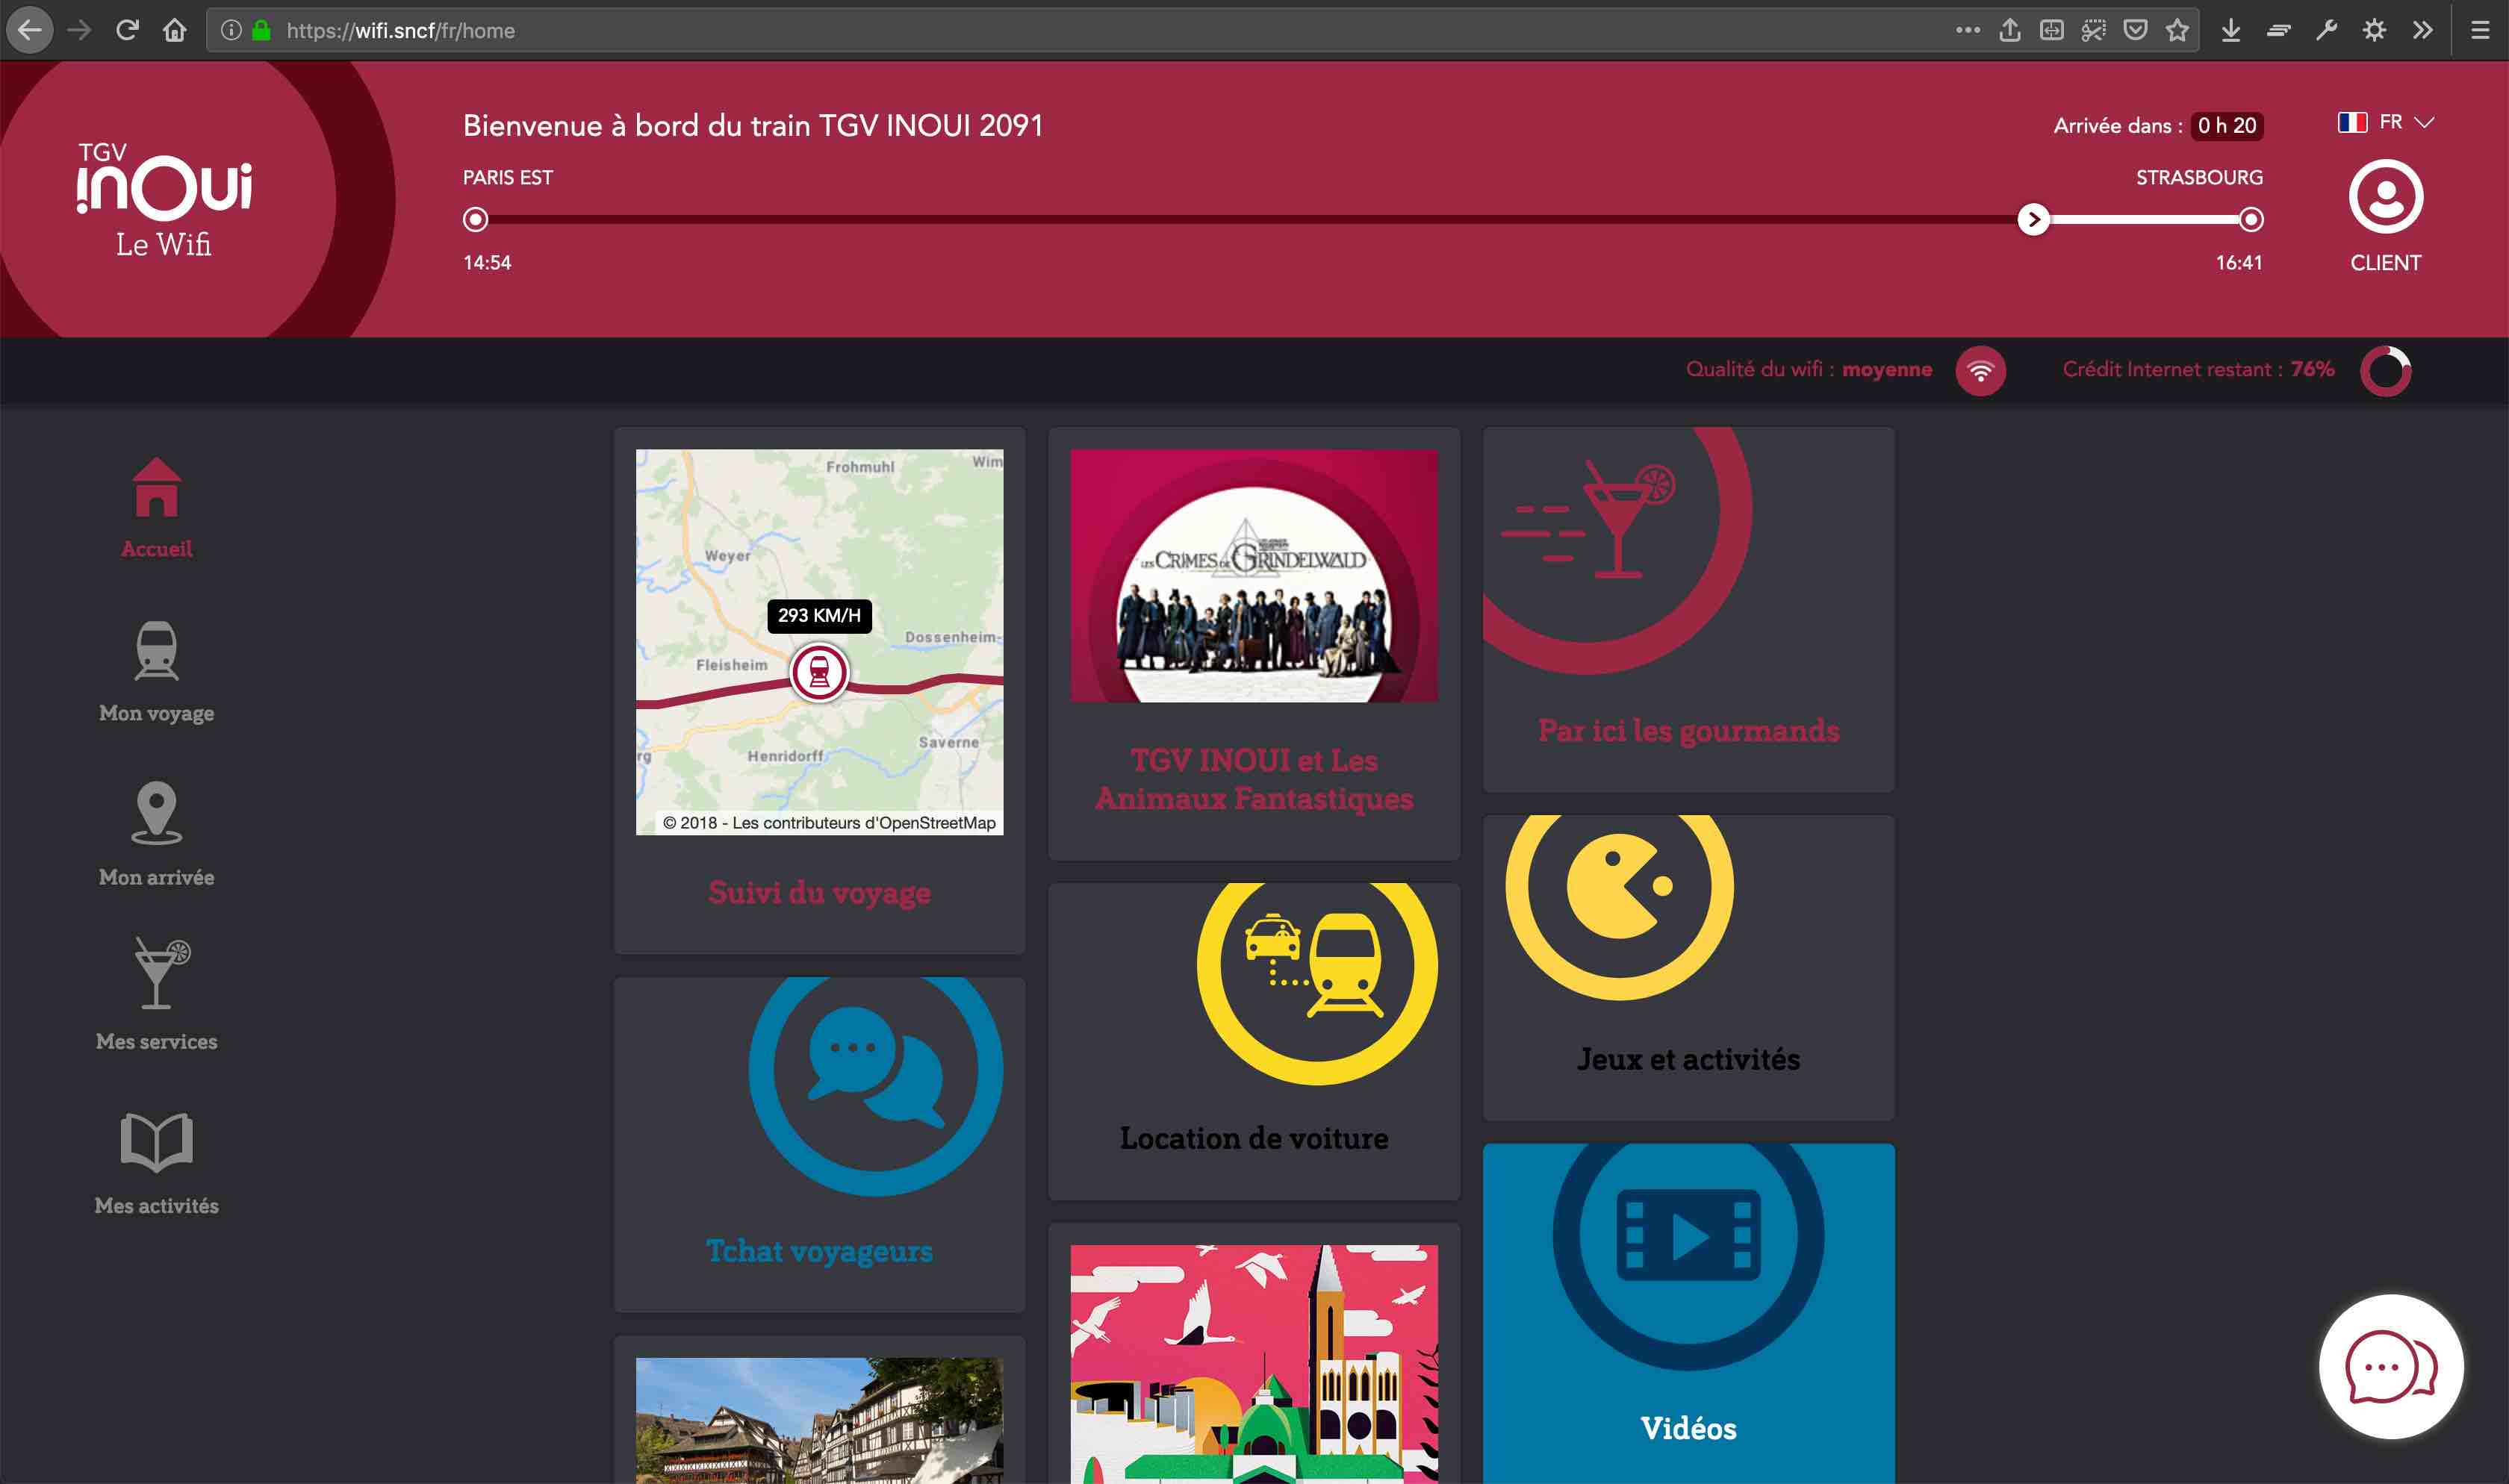 https://wifi.sncf/fr/home
TGV
inOui
Le Wifi
Bienvenue à bord du train TGV INOUI 2091
Arrivée dans : 0 h 20
FR
PARIS EST
STRASBOURG
14:54
16:41
CLIENT
Qualité du wifi : moyenne
Crédit Internet restant : 76%
Accueil
Mon voyage
Mon arrivée
Mes services
Mes activités
Frohmuhl
Wim
Weyer
293 KM/H
Dossenheim-
Fleisheim
Saverne
Henridorff
rg
© 2018 - Les contributeurs d'OpenStreetMap
Suivi du voyage
Tchat voyageurs
LES CRIMES DE GRINDELWALD
TGV INOUI et Les
Animaux Fantastiques
Location de voiture
Par ici les gourmands
Jeux et activités
Vidéos